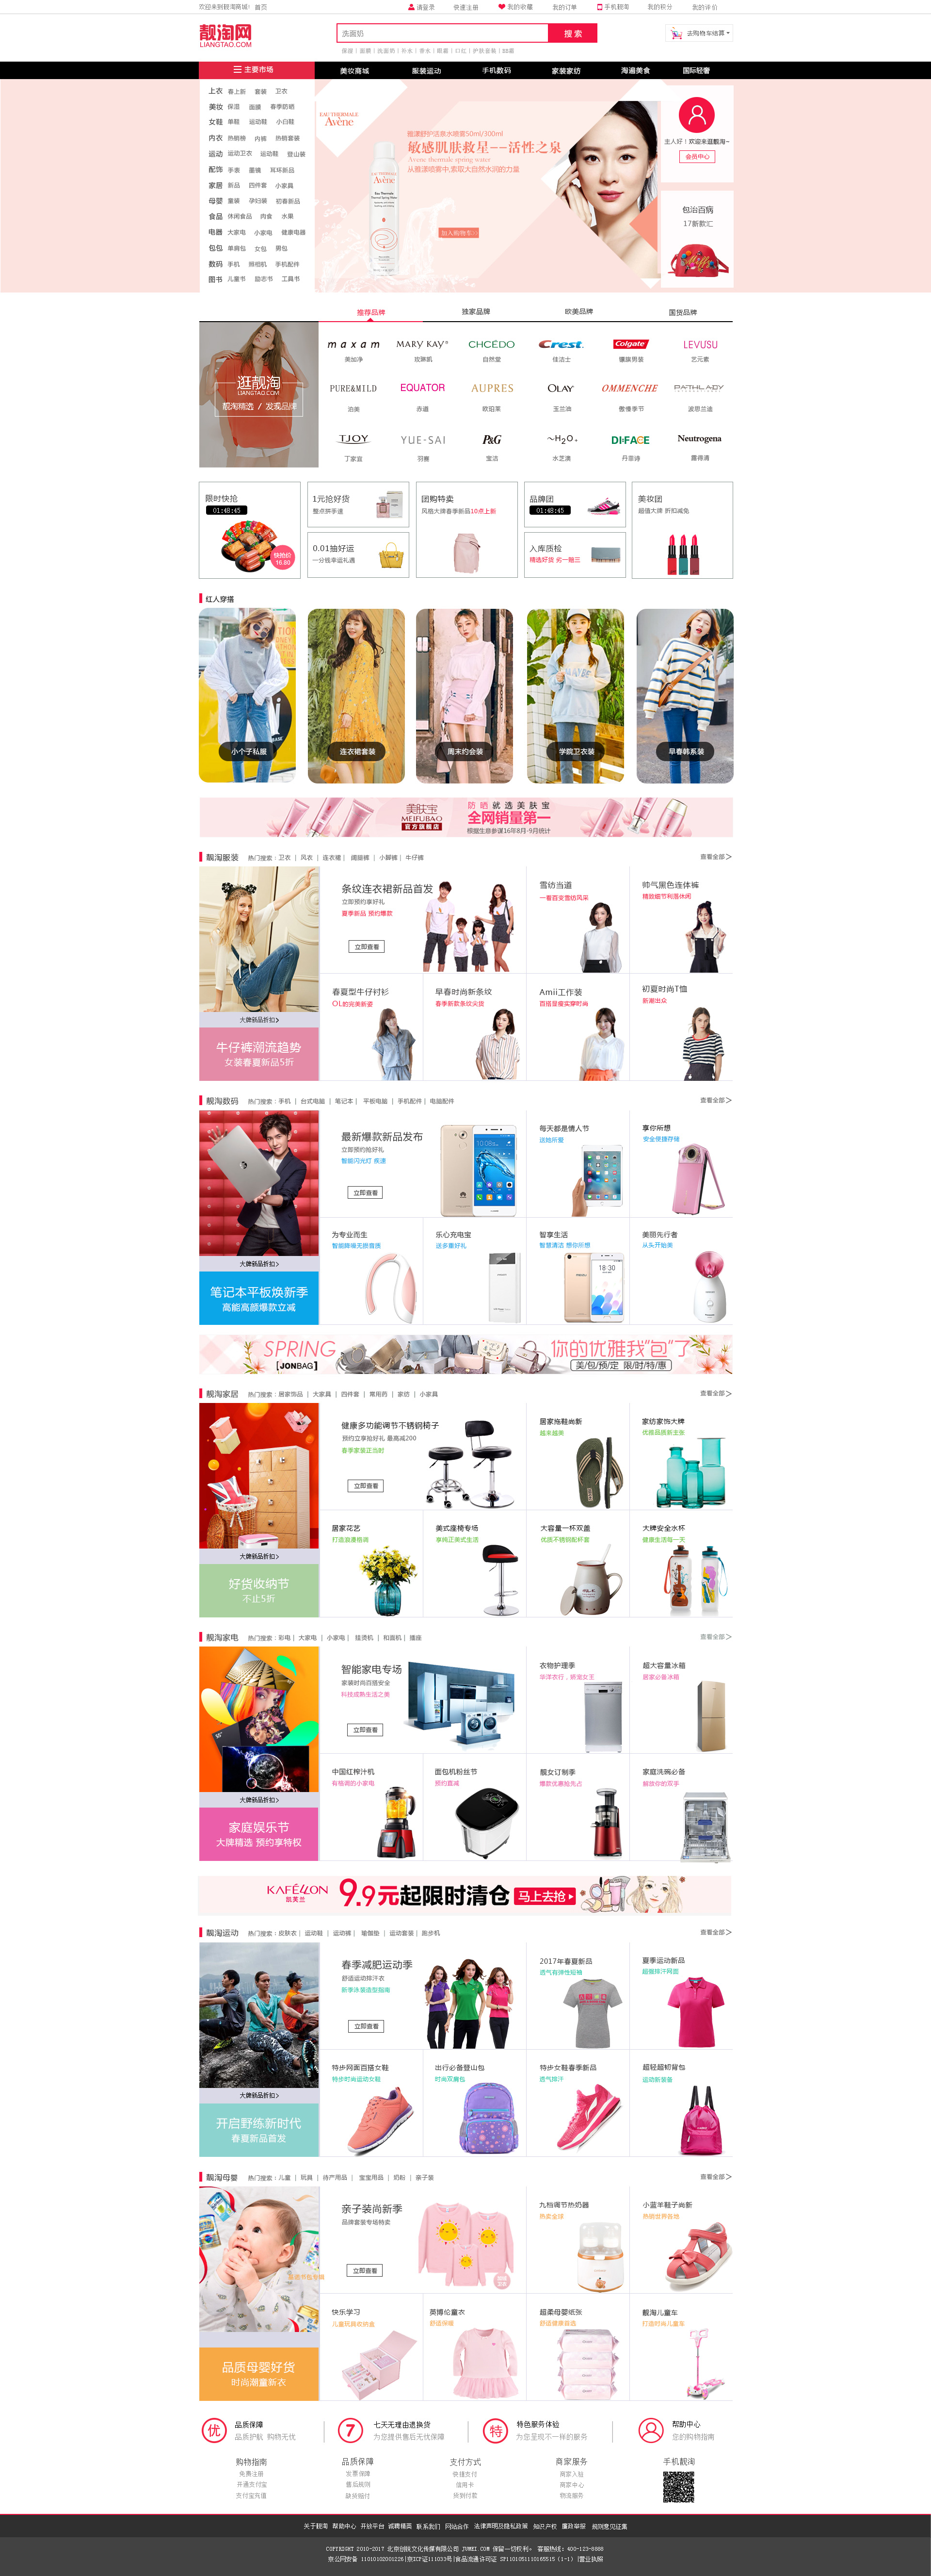 欢迎来到靓淘商城! 首页 请登录 快速注册 我的收藏 我的订单 手机靓淘 我的积分 我的评价
靓淘网
LIANGTAO.COM
洗面奶
搜 索
去购物车结算
主要市场 美妆商城 服装运动 手机数码 家装家纺 淘遍美食 国际轻奢
上衣 春上新 套装 卫衣
美妆 保湿 面膜 春季防晒
女鞋 单鞋 运动鞋 小白鞋
内衣 热销榜 内裤 热销套装
运动 运动卫衣 运动鞋 登山装
配饰 手表 墨镜 耳环新品
家居 新品 四件套 小家具
母婴 童装 孕妇装 初春新品
食品 休闲食品 肉食 水果
电器 大家电 小家电 健康电器
包包 单肩包 女包 男包
数码 手机 照相机 手机配件
图书 儿童书 励志书 工具书
EAU THERMALE
Avène
雅漾舒护活泉水喷雾50ml/300ml
敏感肌肤救星--活性之泉
Avène thermale spring water
从雅漾喷雾中,索取大自然水润的力量
加入购物车>>
主人好!欢迎来逛靓淘~
会员中心
包治百病
17新款汇
推荐品牌 独家品牌 欧美品牌 国货品牌
逛靓淘
LIANGTAO.COM
靓淘精选 / 发现品牌
maxam MARY KAY CHCEDO Crest Colgate LEVUSU
美加净 玫琳凯 自然堂 佳洁士 艺元素
PURE&MILD EQUATOR AUPRES OLAY OMMENCHE PATHLADY
泊美 赤道 欧珀莱 玉兰油 傲慢季节 波思兰迪
TJOY YUE-SAI P&G H2O+ DI:FACE Neutrogena
丁家宜 羽西 宝洁 水芝澳 丹非诗 露得清
限时快抢
01:48:45
快抢价
10.80
1元抢好货
整点拼手速
0.01抽好运
一分钱幸运礼遇
团购特卖
风格大牌春季新品10点上新
品牌团
01:48:45
入库质检
精选好货 劣一赔三
美妆团
超值大牌 折扣减免
红人穿搭
小个子私服 连衣裙套装 周末约会装 学院卫衣装 早春韩系装
美肤宝
MEIFUBAO
官方旗舰店
防晒就选美肤宝
全网销量第一
根据生意参谋16年8月-9月统计
靓淘服装 热门搜索:卫衣 | 风衣 | 连衣裙 | 阔腿裤 | 小脚裤 | 牛仔裤 查看全部>
条纹连衣裙新品首发
立即预约享好礼
夏季新品 预约爆款
立即查看
雪纺当道
一看百变雪纺风采
帅气黑色连体裤
精致细节利落休闲
大牌新品折扣>
牛仔裤潮流趋势
女装春夏新品5折
春夏型牛仔衬衫
OL的完美新姿
早春时尚新条纹
春季新款条纹尖货
Amii工作装
百搭显瘦实穿时尚
初夏时尚T恤
新潮出众
靓淘数码 热门搜索:手机 | 台式电脑 | 笔记本 | 平板电脑 | 手机配件 | 电脑配件 查看全部>
最新爆款新品发布
立即预约抢好礼
智能闪光灯 疾速
立即查看
每天都是情人节
送她所爱
享你所想
安全便捷存储
大牌新品折扣>
笔记本平板焕新季
高能高颜爆款立减
为专业而生
智能降噪无损音质
乐心充电宝
送多重好礼
智享生活
智慧清洁 想你所想
美丽先行者
从头开始美
SPRING
[JONBAG]
你的优雅我"包"了
美/包/预/定 限/时/特/惠
靓淘家居 热门搜索:居家饰品 | 大家具 | 四件套 | 常用药 | 家纺 | 小家具 查看全部>
健康多功能调节不锈钢椅子
预约立享抢好礼 最高减200
春季家装正当时
立即查看
居家拖鞋尚新
越来越爽
家纺家饰大牌
优质品质新主张
大牌新品折扣>
好货收纳节
不止5折
居家花艺
打造浪漫格调
美式座椅专场
奉纯正美式生活
大容量一杯双盖
优质不锈钢配杯套
大牌安全水杯
健康生活每一天
靓淘家电 热门搜索:彩电 | 大家电 | 小家电 | 挂烫机 | 和面机 | 插座 查看全部>
智能家电专场
家装时尚百搭安全
科技成熟生活之美
立即查看
衣物护理季
华洋衣行,娇宠女王
超大容量冰箱
居家必备冰箱
大牌新品折扣>
家庭娱乐节
大牌精选 预约享特权
中国红榨汁机
有格调的小家电
面包机粉丝节
预约直减
靓女订制季
爆款优惠抢先占
家庭洗碗必备
解放你的双手
KAFELLON
凯芙兰
9.9元起限时清仓
马上去抢▶
靓淘运动 热门搜索:皮肤衣 | 运动鞋 | 运动裤 | 瑜伽垫 | 运动套装 | 跑步机 查看全部>
春季减肥运动季
舒适运动排汗衣
新季休装造型指南
立即查看
2017年春夏新品
透气有弹性短袖
夏季运动新品
超级排汗网面
大牌新品折扣>
开启野练新时代
春夏新品首发
特步网面百搭女鞋
特步时尚运动女鞋
出行必备登山包
时尚双肩包
特步女鞋春季新品
透气排汗
超轻超韧背包
运动新装备
靓淘母婴 热门搜索:儿童 | 玩具 | 待产用品 | 宝宝用品 | 奶粉 | 亲子装 查看全部>
亲子装尚新季
品牌套装专场特卖
立即查看
九档调节热奶器
热卖全球
小蓝羊鞋子尚新
热销世界各地
品质母婴好货
时尚潮童新衣
快乐学习
儿童玩具收纳盒
英博伦童衣
舒适保暖
超柔母婴纸张
舒适健康首选
靓淘儿童车
打造时尚儿童车
优 品质保障
品质护航 购物无忧
7 七天无理由退换货
为您提供售后无忧保障
特 特色服务体验
为您呈现不一样的服务
帮助中心
您的购物指南
购物指南 品质保障 支付方式 商家服务 手机靓淘
免费注册 发票保障 快捷支付 商家入驻
开通支付宝 售后规则 信用卡 商家中心
支付宝充值 缺货赔付 货到付款 物流服务
关于靓淘 帮助中心 开放平台 诚聘精英 联系我们 网站合作 法律声明及隐私政策 知识产权 廉政举报 规则意见征集
COPYRIGHT 2010-2017 北京创锐文化传媒有限公司 JUMEI.COM 保留一切权利。 客服热线: 400-123-8888
京公网安备 11010102001226|京ICP证111033号|食品流通许可证 SP1101051110165515 (1-1) |营业执照